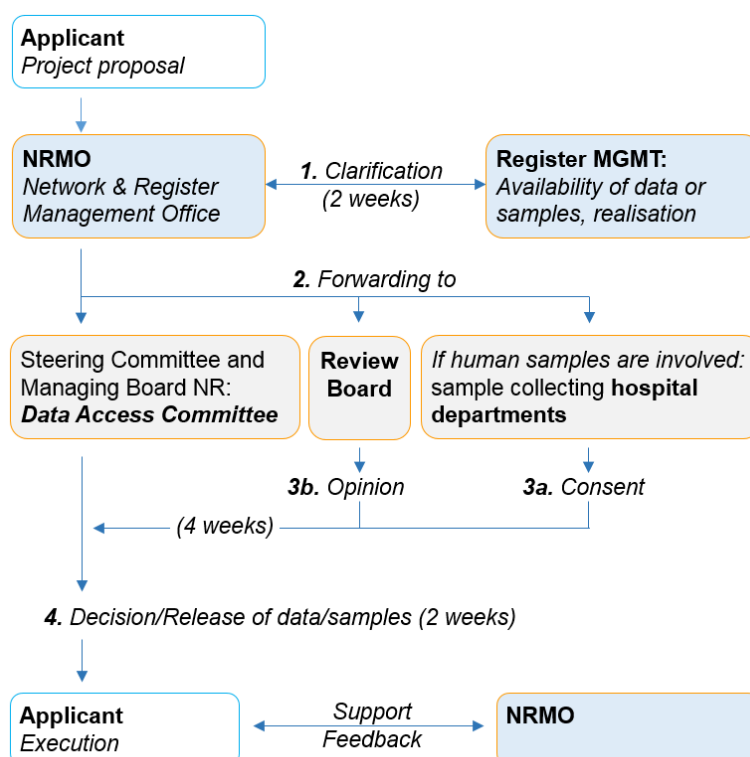 Applicant
Project proposal
NRMO
Network & Register
Management Office
1. Clarification
(2 weeks)
Register MGMT:
Availability of data or
samples, realisation
2. Forwarding to
Steering Committee and
Managing Board NR:
Data Access Committee
Review
Board
If human samples are involved:
sample collecting hospital
departments
3b. Opinion
3a. Consent
(4 weeks)
4. Decision/Release of data/samples (2 weeks)
Applicant
Execution
Support
Feedback
NRMO